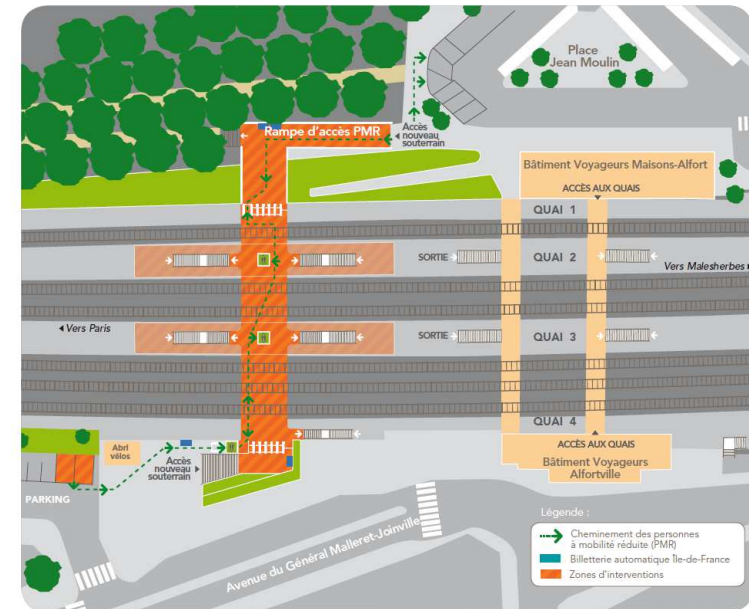 Place
Jean Moulin
Rampe d'accès PMR
Accès
nouveau
souterrain
Bâtiment Voyageurs Maisons-Alfort
ACCÈS AUX QUAIS
QUAI 1
SORTIE
QUAI 2
Vers Malesherbes
Vers Paris
SORTIE
QUAI 3
QUAI 4
Abri
vélos
Accès
nouveau
souterrain
ACCÈS AUX QUAIS
Bâtiment Voyageurs
Alfortville
PARKING
Avenue du Général Malleret-Joinville
Légende :
Cheminement des personnes
à mobilité réduite (PMR)
Billetterie automatique Île-de-France
Zones d'interventions